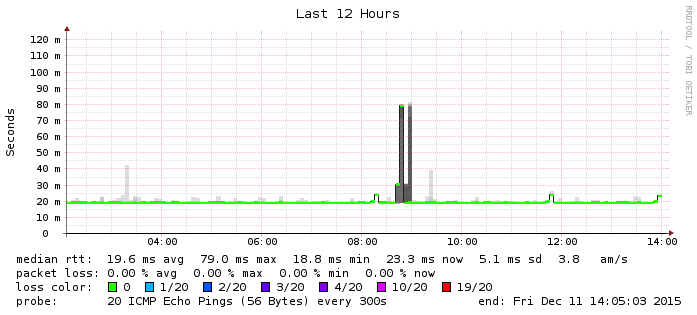 Last 12 Hours
RRDTOOL / TOBI OETIKER
Seconds
120 m
110 m
100 m
90 m
80 m
70 m
60 m
50 m
40 m
30 m
20 m
10 m
0
04:00 06:00 08:00 10:00 12:00 14:00
median rtt: 19.6 ms avg 79.0 ms max 18.8 ms min 23.3 ms now 5.1 ms sd 3.8 am/s
packet loss: 0.00 % avg 0.00 % max 0.00 % min 0.00 % now
loss color: 0 1/20 2/20 3/20 4/20 10/20 19/20
probe: 20 ICMP Echo Pings (56 Bytes) every 300s end: Fri Dec 11 14:05:03 2015